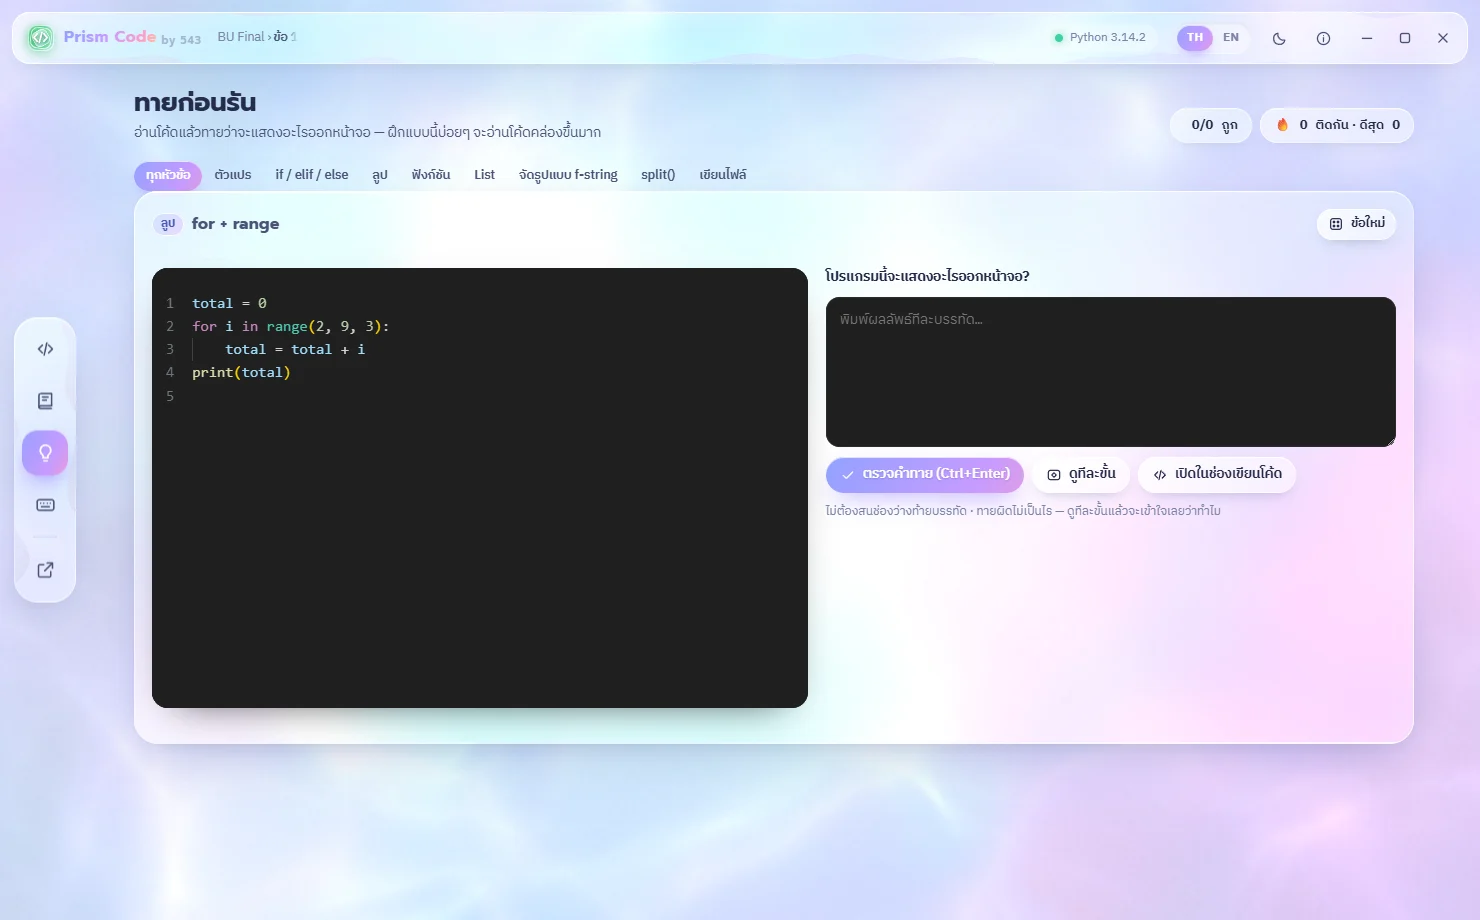 Prism Code by 543
BU Final › ข้อ 1
Python 3.14.2
TH EN
ทายก่อนรัน
อ่านโค้ดแล้วทายว่าจะแสดงอะไรออกหน้าจอ — ฝึกแบบนี้บ่อยๆ จะอ่านโค้ดคล่องขึ้นมาก
0/0 ถูก
0 ติดกัน · ดีสุด 0
ทุกหัวข้อ ตัวแปร if / elif / else ลูป ฟังก์ชัน List จัดรูปแบบ f-string split() เขียนไฟล์
ลูป for + range
ข้อใหม่
1 total = 0
2 for i in range(2, 9, 3):
3     total = total + i
4 print(total)
5
โปรแกรมนี้จะแสดงอะไรออกหน้าจอ?
พิมพ์ผลลัพธ์ทีละบรรทัด…
ตรวจคำทาย (Ctrl+Enter) ดูทีละขั้น เปิดในช่องเขียนโค้ด
ไม่ต้องสนช่องว่างท้ายบรรทัด · ทายผิดไม่เป็นไร — ดูทีละขั้นแล้วจะเข้าใจเลยว่าทำไม